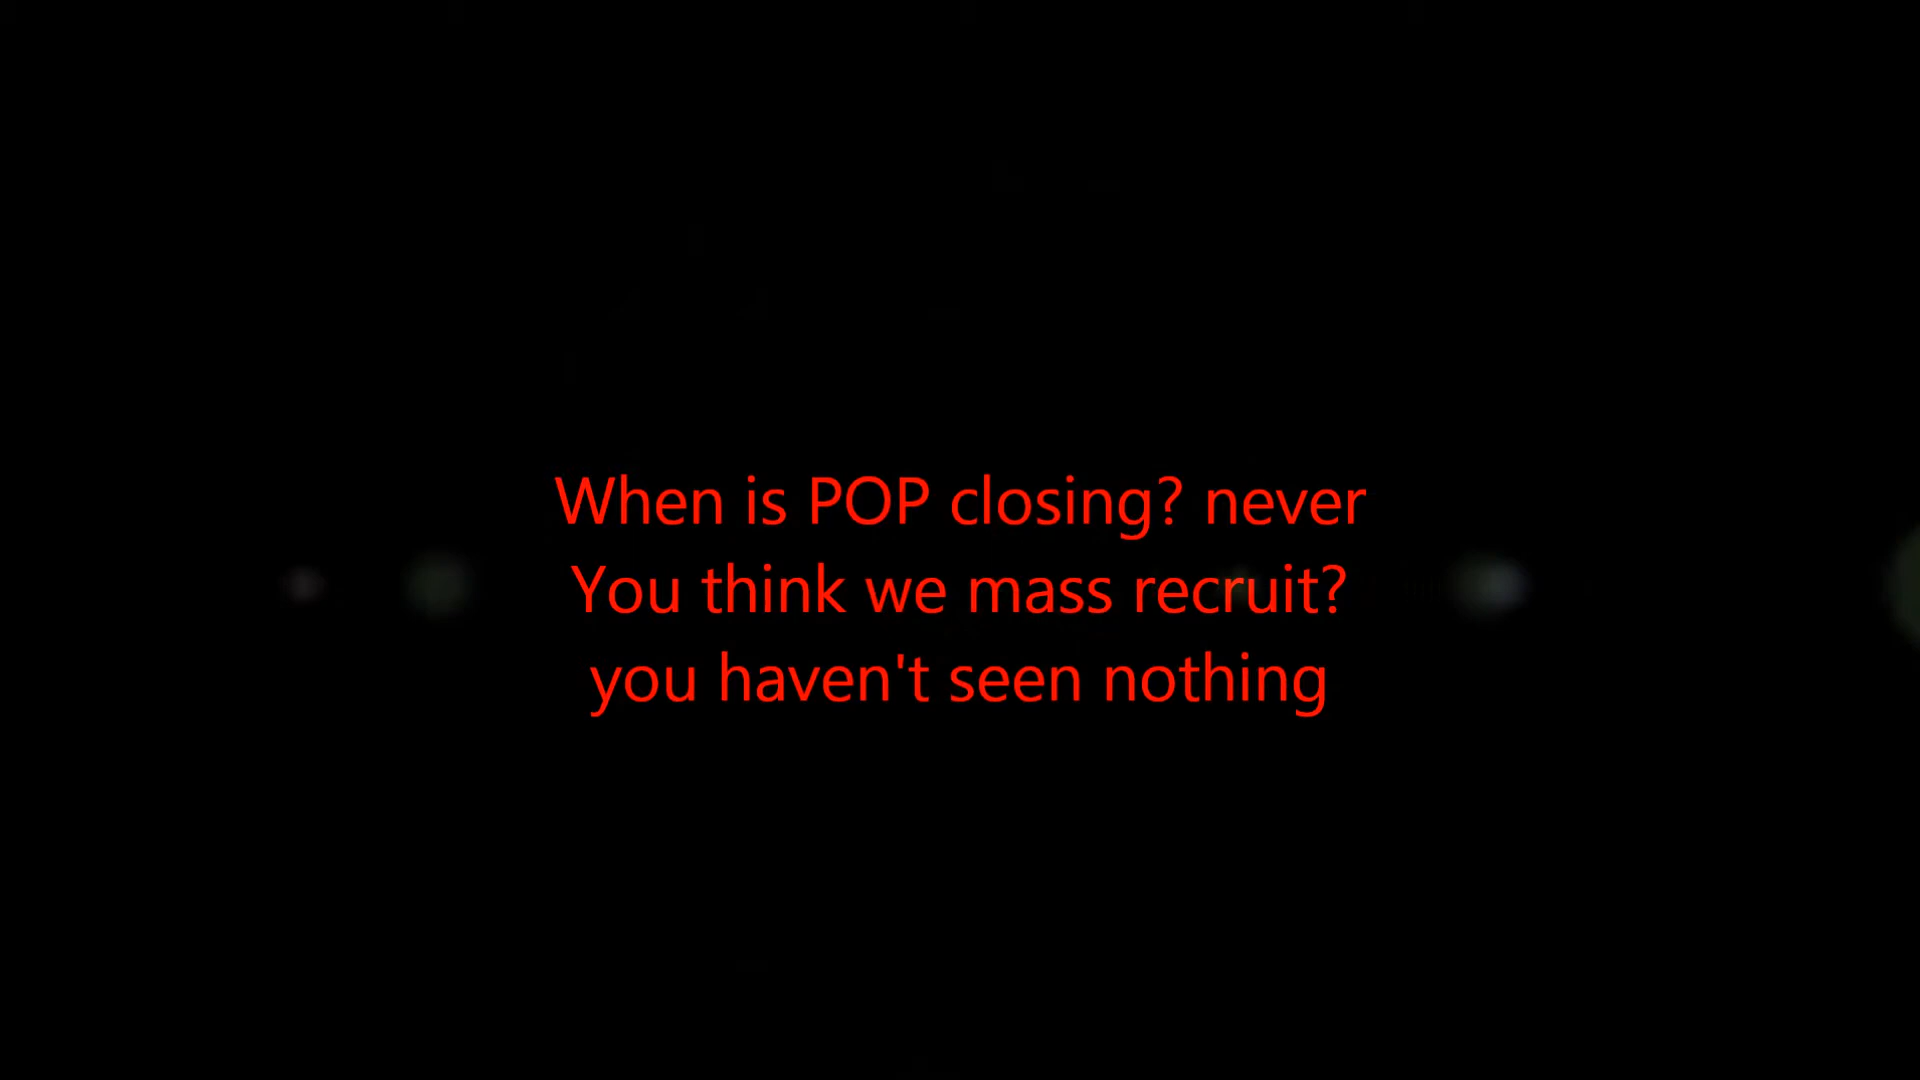 When is POP closing? never
You think we mass recruit?
you haven't seen nothing